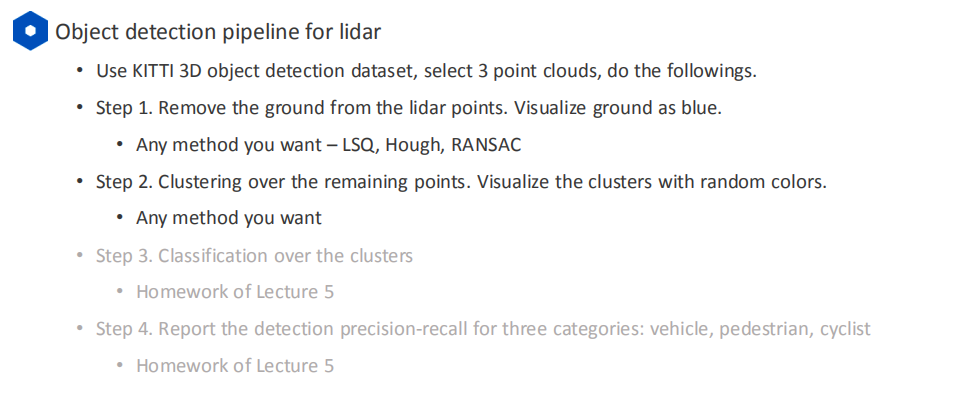 Object detection pipeline for lidar
• Use KITTI 3D object detection dataset, select 3 point clouds, do the followings.
• Step 1. Remove the ground from the lidar points. Visualize ground as blue.
• Any method you want – LSQ, Hough, RANSAC
• Step 2. Clustering over the remaining points. Visualize the clusters with random colors.
• Any method you want
• Step 3. Classification over the clusters
• Homework of Lecture 5
• Step 4. Report the detection precision-recall for three categories: vehicle, pedestrian, cyclist
• Homework of Lecture 5